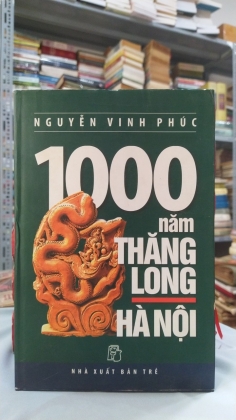 NGUYỄN VINH PHÚC
1000
năm
THĂNG
LONG
HÀ NỘI
NHÀ XUẤT BẢN TRẺ